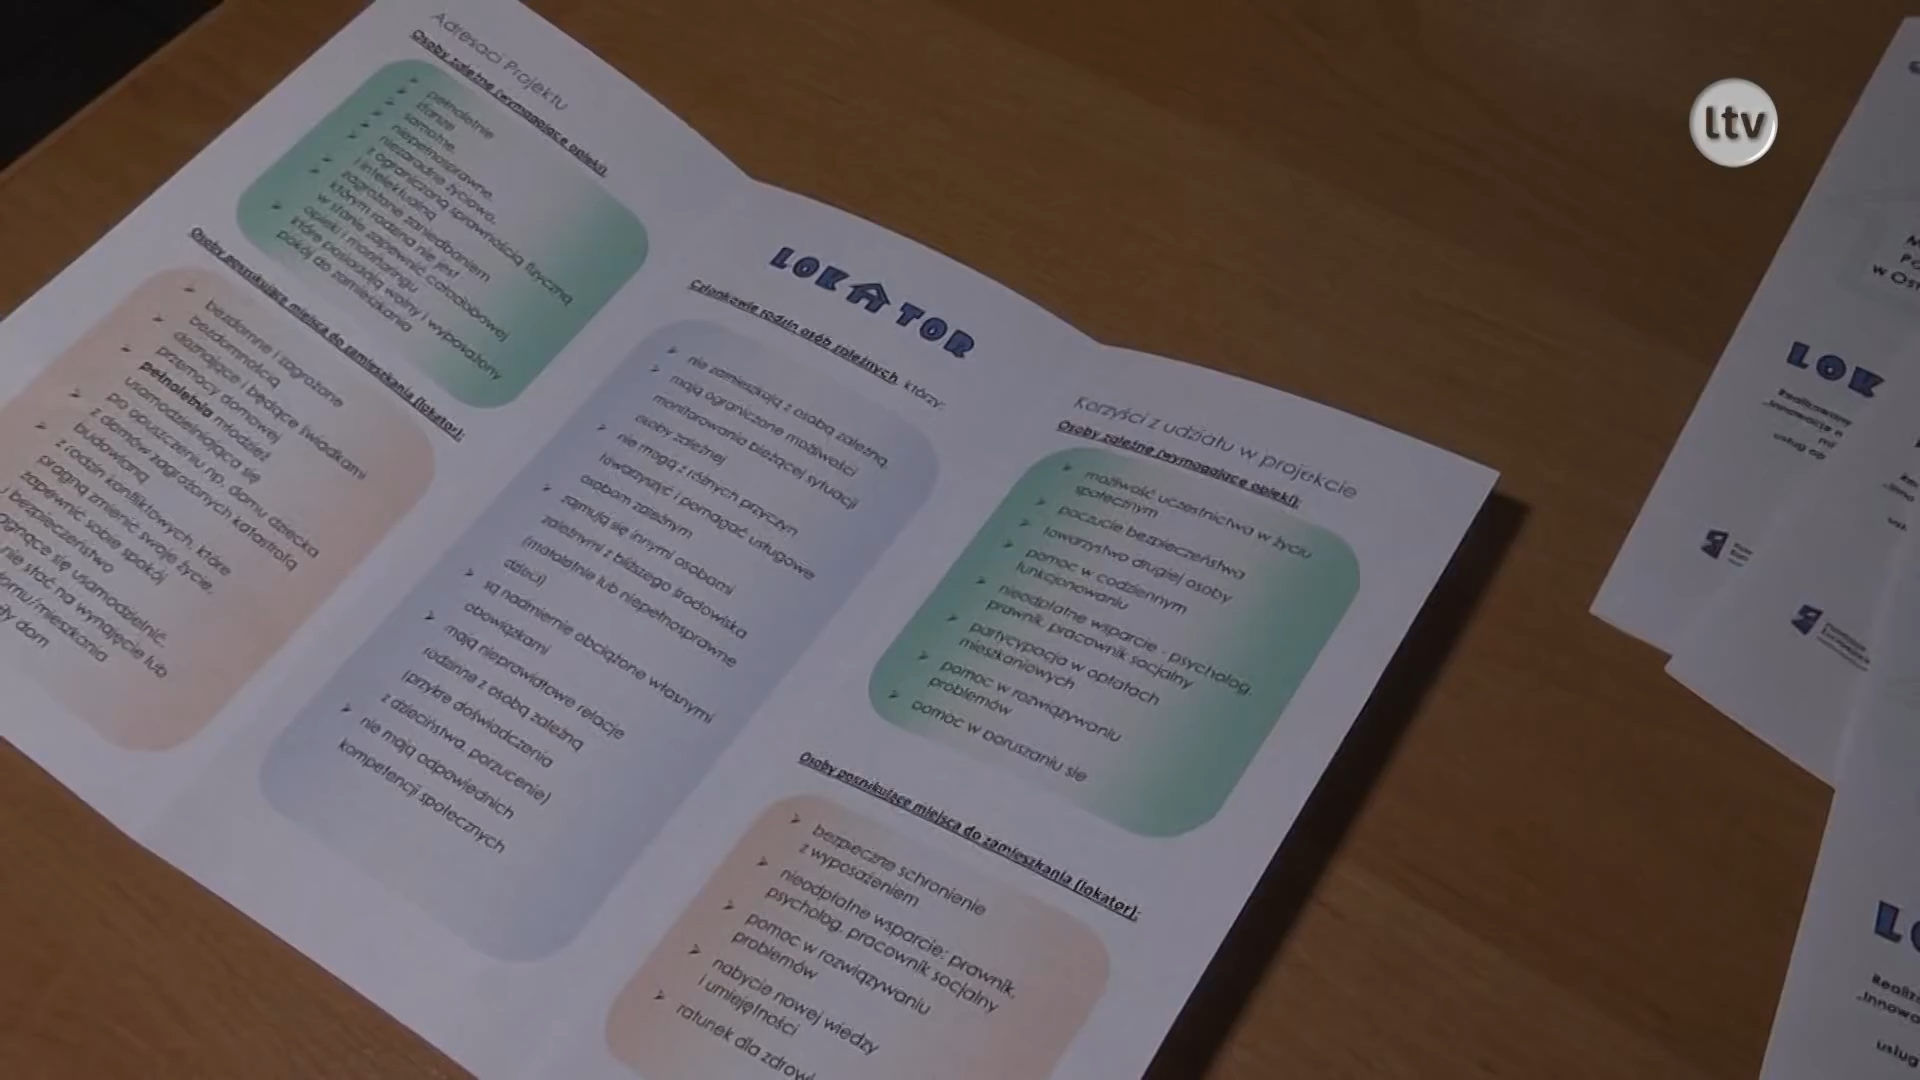 Adresaci Projektu
Osoby zależne (wymagające opieki):
pełnoletnie
starsze
samotne,
niepełnosprawne,
niezaradne życiowo,
z ograniczoną sprawnością fizyczną
i intelektualną
zagrożone zaniedbaniem
którym rodzina nie jest
w stanie zapewnić całodobowej
opieki i monitoringu
które posiadają wolny i wyposażony
pokój do zamieszkania
Osoby poszukujące miejsca do zamieszkania (lokator):
bezdomne i zagrożone
bezdomnością
doznające i będące świadkami
przemocy domowej
pełnoletnia młodzież
usamodzielniająca się
po opuszczeniu np. domu dziecka
z domów zagrożonych katastrofą
budowlaną
z rodzin konfliktowych, które
pragną zmienić swoje życie,
zapewnić sobie spokój
bezpieczeństwo
się usamodzielnić,
nie stać na wynajęcie lub
domu/mieszkania
dom
LOKATOR
Członkowie rodzin osób zależnych, którzy:
nie zamieszkują z osobą zależną,
mają ograniczone możliwości
monitorowania bieżącej sytuacji
osoby zależnej
nie mogą z różnych przyczyn
towarzyszyć i pomagać usługowe
osobom zależnym
zajmują się innymi osobami
zależnymi z bliższego środowiska
(małoletnie lub niepełnosprawne
dzieci)
są nadmiernie obciążone własnymi
obowiązkami
mają nieprawidłowe relacje
rodzinne z osobą zależną
(przykre doświadczenia
z dzieciństwa, porzucenie)
nie mają odpowiednich
kompetencji społecznych
Korzyści z udziału w projekcie
Osoby zależne (wymagające opieki):
możliwość uczestnictwa w życiu
społecznym
poczucie bezpieczeństwa
towarzystwo drugiej osoby
pomoc w codziennym
funkcjonowaniu
nieodpłatne wsparcie - psycholog,
prawnik, pracownik socjalny
partycypacja w opłatach
mieszkaniowych
pomoc w rozwiązywaniu
problemów
pomoc w poruszaniu się
Osoby poszukujące miejsca do zamieszkania (lokator):
bezpieczne schronienie
z wyposażeniem
nieodpłatne wsparcie: prawnik,
psycholog, pracownik socjalny
pomoc w rozwiązywaniu
problemów
nabycie nowej wiedzy
i umiejętności
ratunek dla
ltv
w Ost
LOK
LO